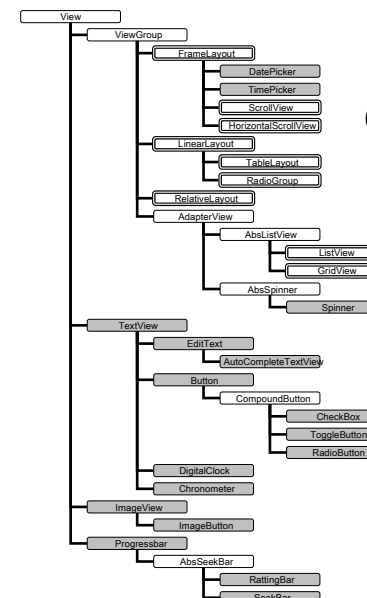 View
ViewGroup
FrameLayout
DatePicker
TimePicker
ScrollView
HorizontalScrollView
LinearLayout
TableLayout
RadioGroup
RelativeLayout
AdapterView
AbsListView
ListView
GridView
AbsSpinner
Spinner
TextView
EditText
AutoCompleteTextView
Button
CompoundButton
CheckBox
ToggleButton
RadioButton
DigitalClock
Chronometer
ImageView
ImageButton
Progressbar
AbsSeekBar
RattingBar
SeekBar